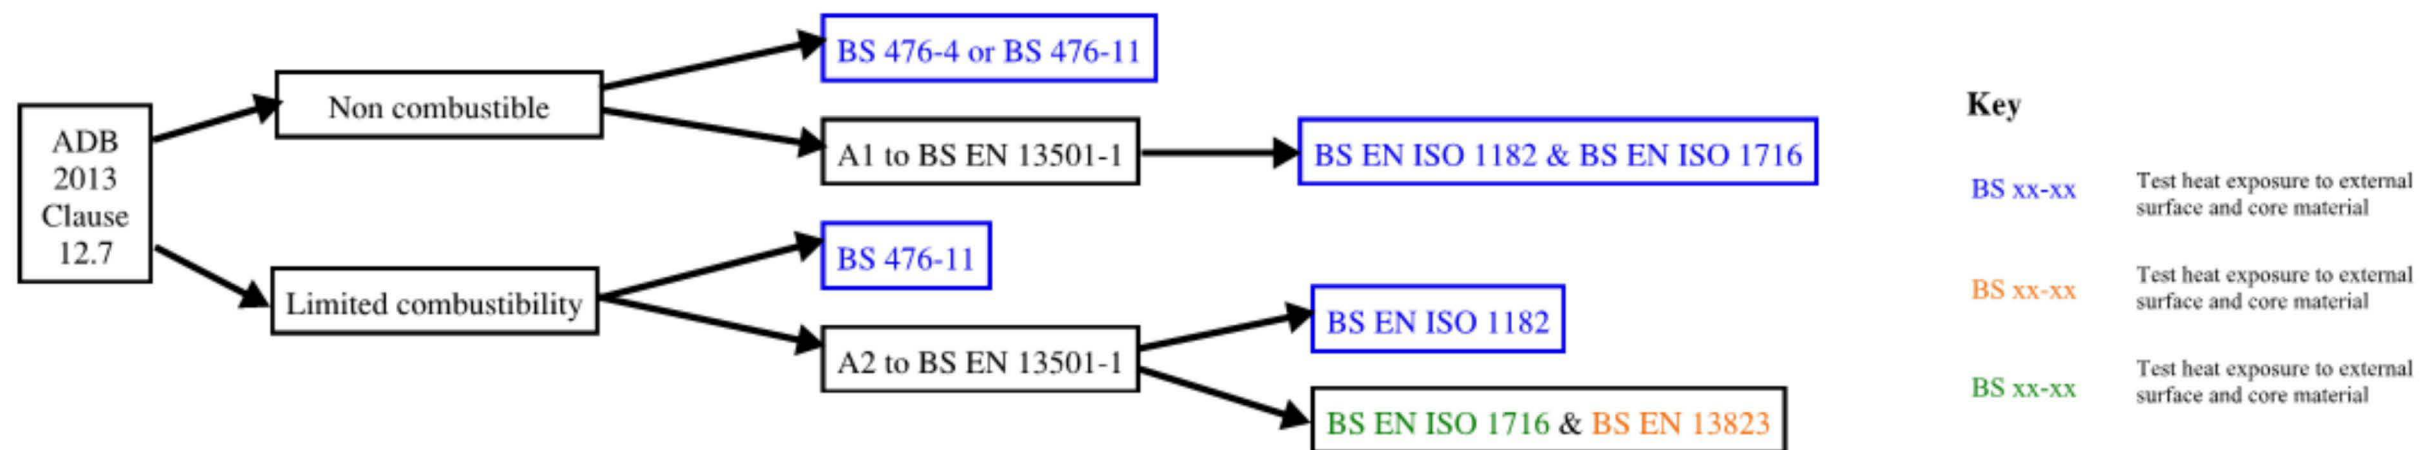 ADB
2013
Clause
12.7
Non combustible
Limited combustibility
BS 476-4 or BS 476-11
A1 to BS EN 13501-1
BS EN ISO 1182 & BS EN ISO 1716
BS 476-11
A2 to BS EN 13501-1
BS EN ISO 1182
BS EN ISO 1716 & BS EN 13823
Key
BS xx-xx
Test heat exposure to external
surface and core material
BS xx-xx
Test heat exposure to external
surface and core material
BS xx-xx
Test heat exposure to external
surface and core material